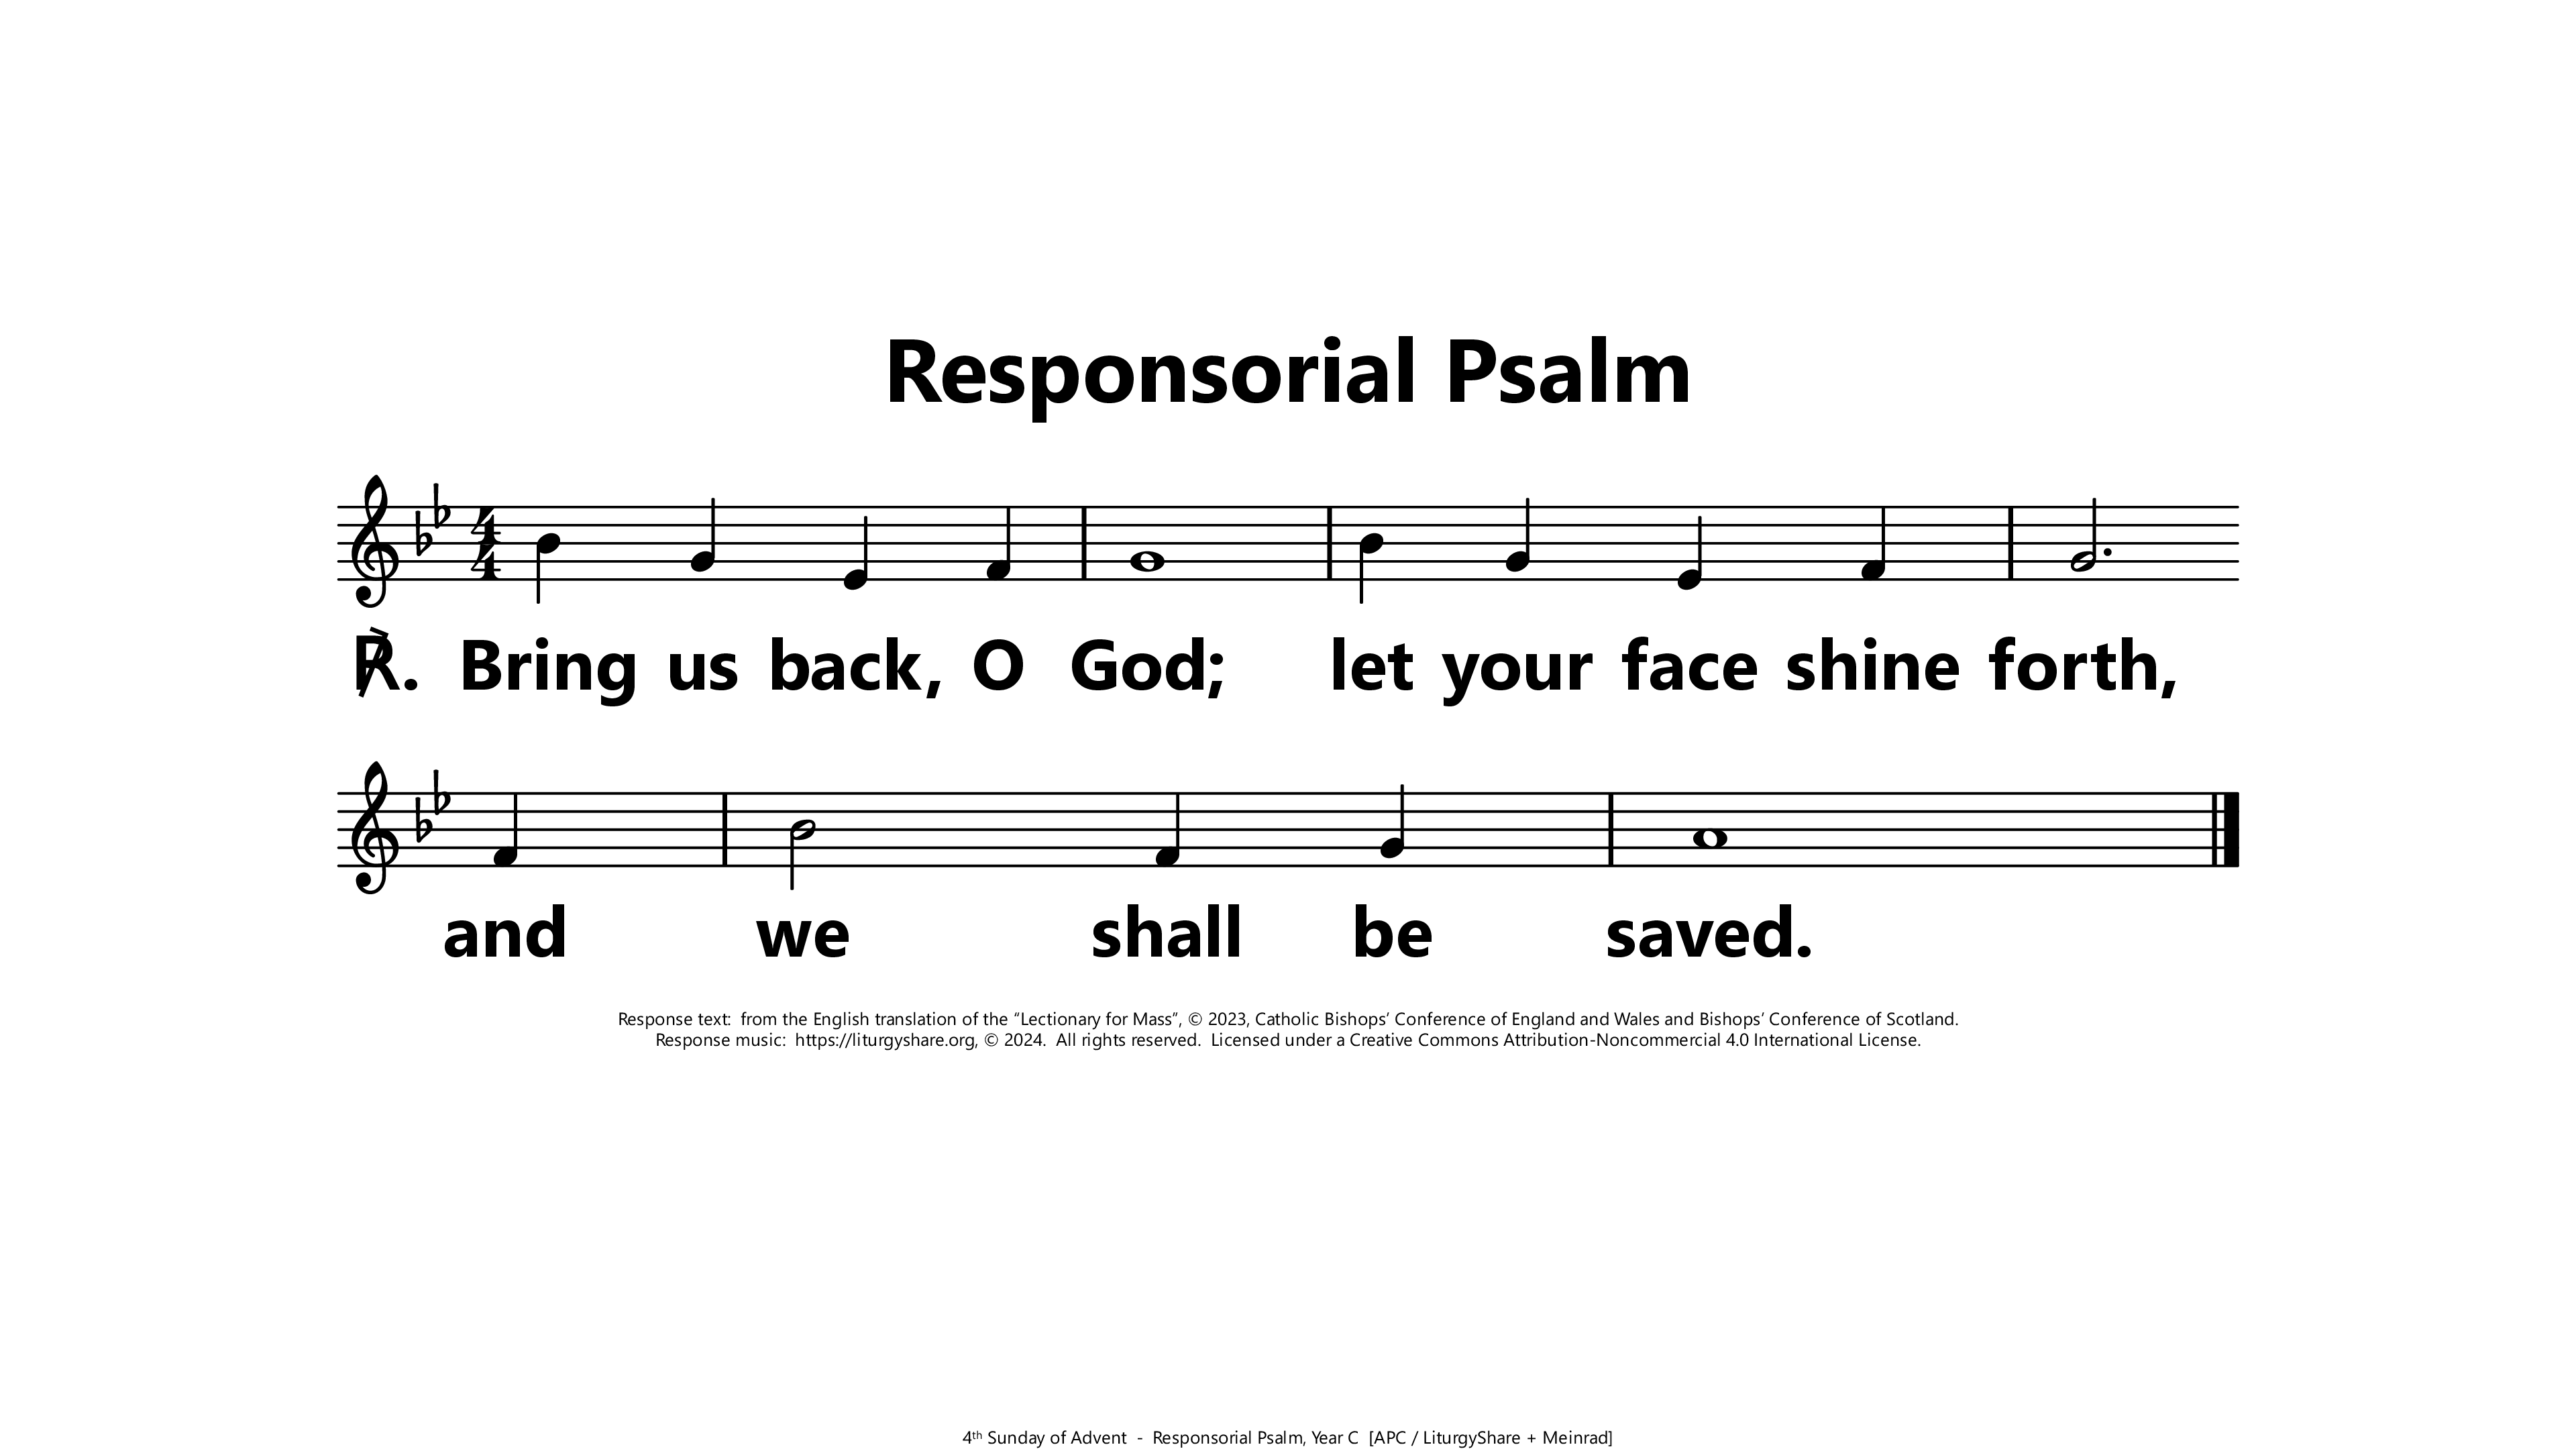 Responsorial Psalm
℟. Bring us back, O God; let your face shine forth,
and we shall be saved.
Response text: from the English translation of the “Lectionary for Mass”, © 2023, Catholic Bishops’ Conference of England and Wales and Bishops’ Conference of Scotland.
Response music: https://liturgyshare.org, © 2024. All rights reserved. Licensed under a Creative Commons Attribution-Noncommercial 4.0 International License.
4th Sunday of Advent - Responsorial Psalm, Year C [APC / LiturgyShare + Meinrad]